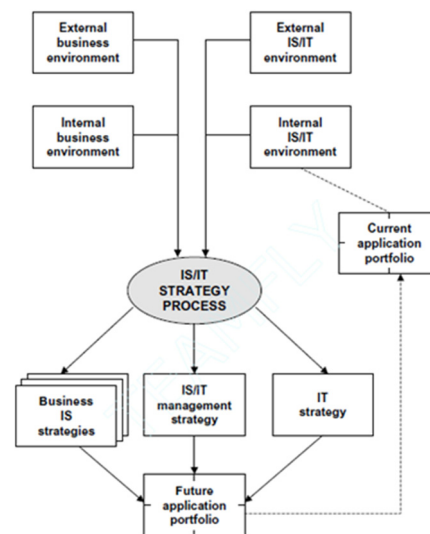 External
business
environment
External
IS/IT
environment
Internal
business
environment
Internal
IS/IT
environment
Current
application
portfolio
IS/IT
STRATEGY
PROCESS
Business
IS
strategies
IS/IT
management
strategy
IT
strategy
Future
application
portfolio
TEAMFLY